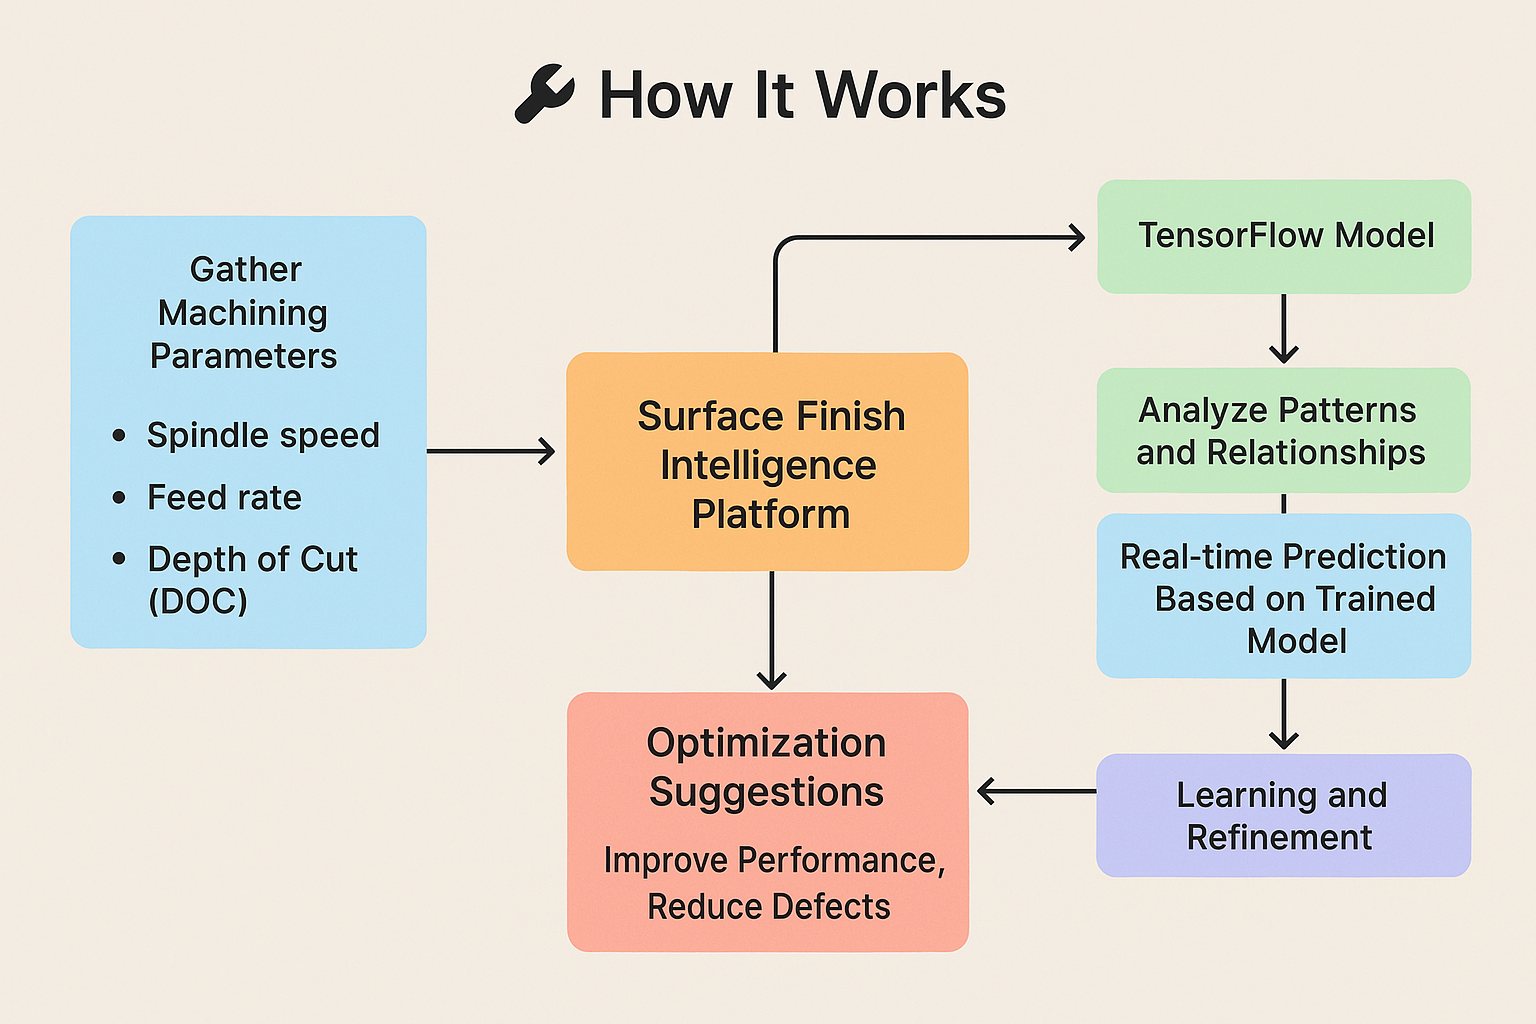 How It Works
Gather
Machining
Parameters
• Spindle speed
• Feed rate
• Depth of Cut
(DOC)
Surface Finish
Intelligence
Platform
Optimization
Suggestions
Improve Performance,
Reduce Defects
TensorFlow Model
Analyze Patterns
and Relationships
Real-time Prediction
Based on Trained
Model
Learning and
Refinement